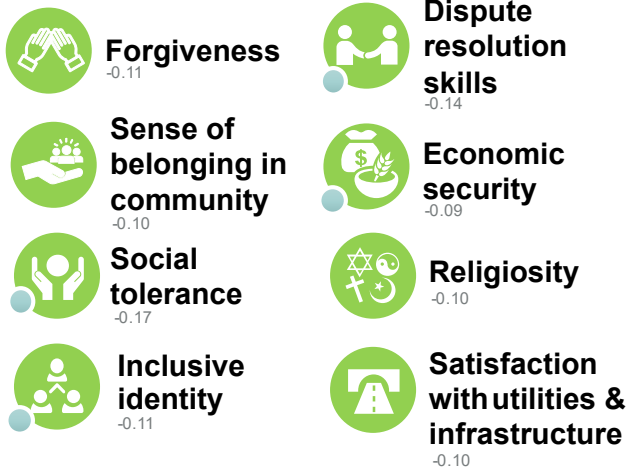 Forgiveness
-0.11
Dispute
resolution
skills
-0.14
Sense of
belonging in
community
-0.10
$
Economic
security
-0.09
Social
tolerance
-0.17
Religiosity
-0.10
Inclusive
identity
-0.11
Satisfaction
with utilities &
infrastructure
-0.10